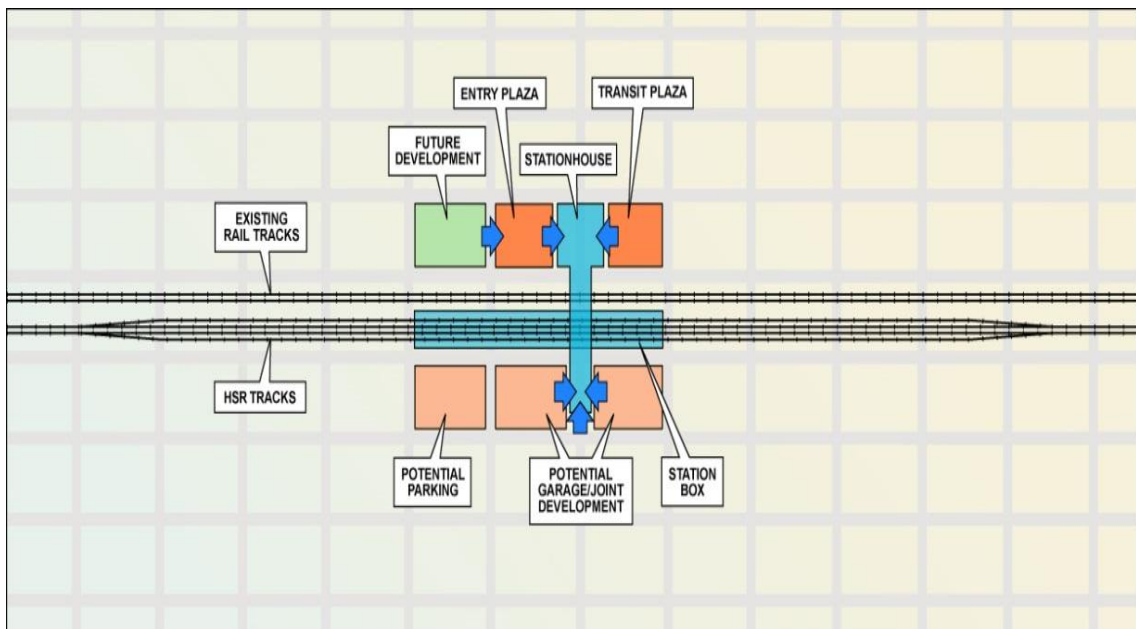 ENTRY PLAZA
TRANSIT PLAZA
FUTURE
DEVELOPMENT
STATIONHOUSE
EXISTING
RAIL TRACKS
HSR TRACKS
POTENTIAL
PARKING
POTENTIAL
GARAGE/JOINT
DEVELOPMENT
STATION
BOX